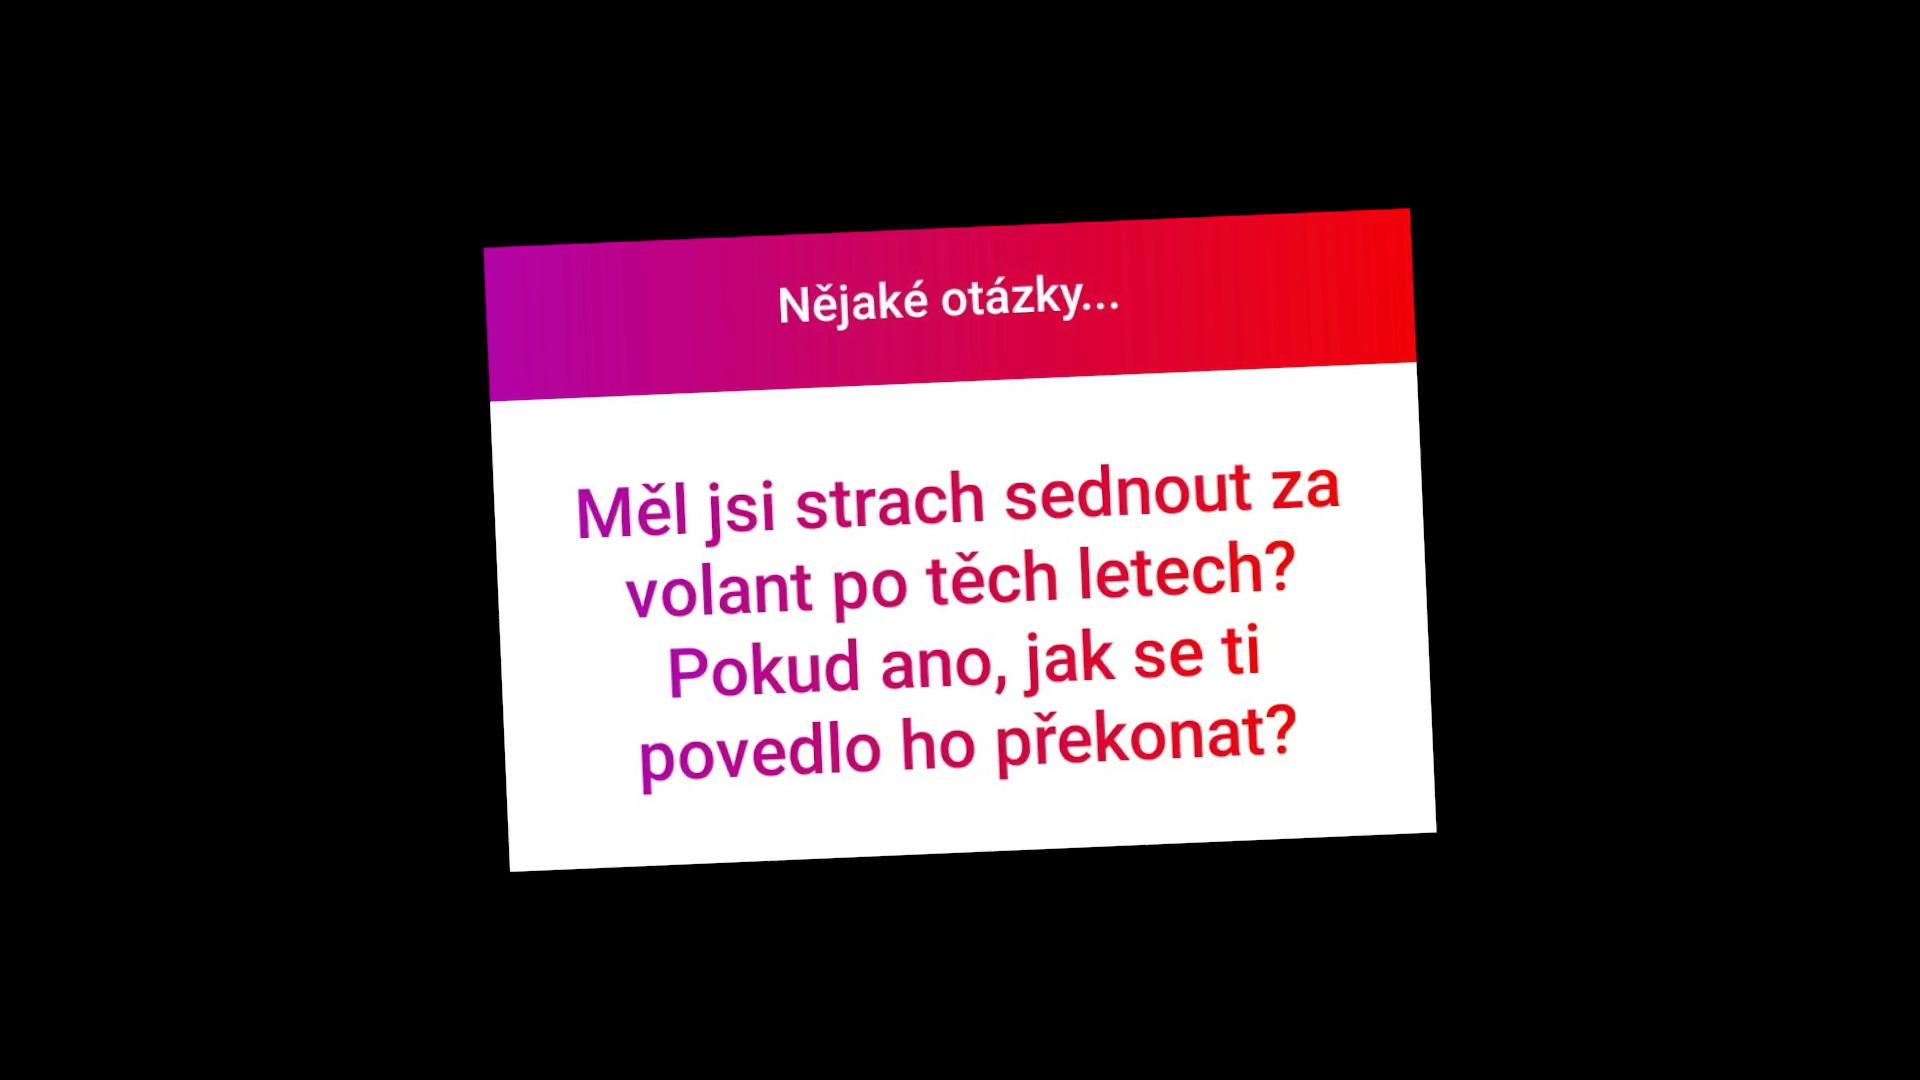 Nějaké otázky...
Měl jsi strach sednout za
volant po těch letech?
Pokud ano, jak se ti
povedlo ho překonat?